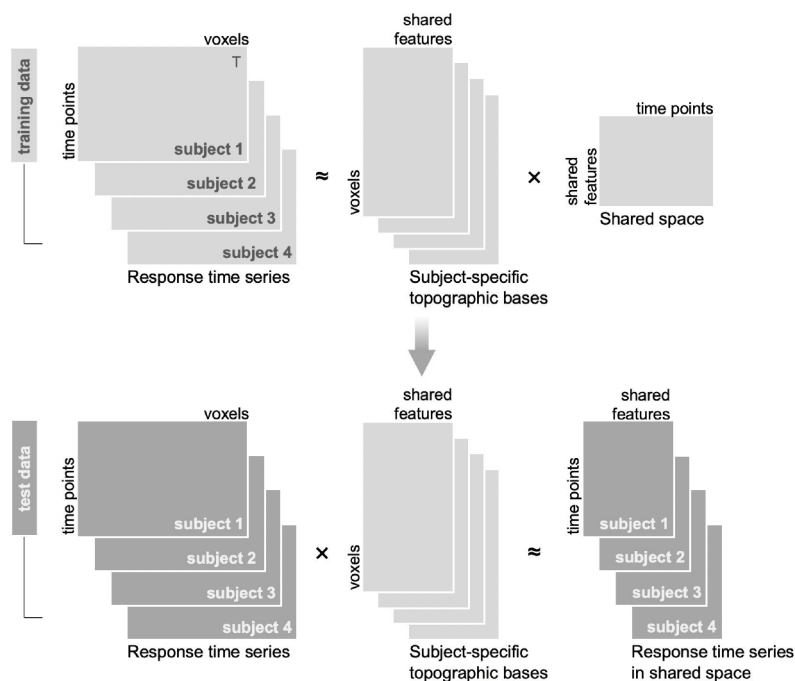 training data
voxels
time points
T
subject 1
subject 2
subject 3
subject 4
Response time series
≈
shared
features
voxels
Subject-specific
topographic bases
×
time points
shared
features
Shared space
test data
voxels
time points
subject 1
subject 2
subject 3
subject 4
Response time series
×
shared
features
voxels
Subject-specific
topographic bases
≈
shared
features
time points
subject 1
subject 2
subject 3
subject 4
Response time series
in shared space